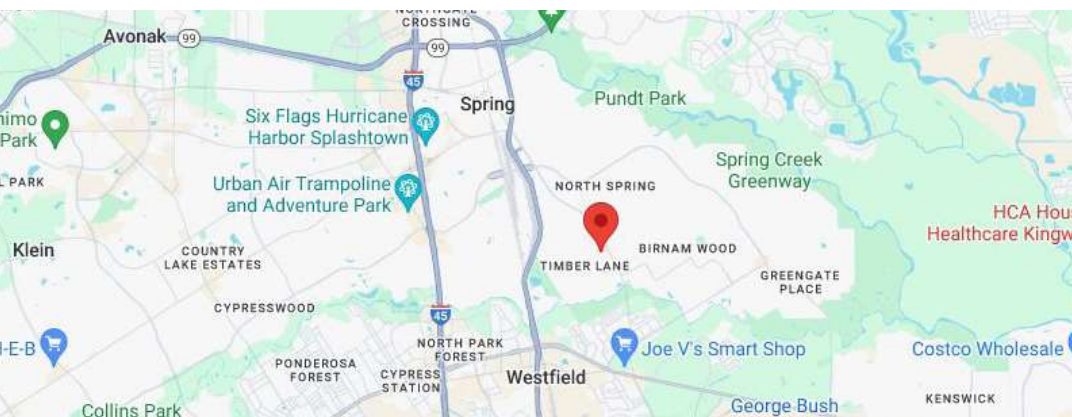 NORTHGATE
CROSSING
Avonak
99
99
45
Six Flags Hurricane
Harbor Splashtown
Spring
Pundt Park
Park
Spring Creek
Greenway
PARK
Urban Air Trampoline
and Adventure Park
NORTH SPRING
HCA Hou
Healthcare Kingw
Klein
COUNTRY
LAKE ESTATES
TIMBER LANE
BIRNAM WOOD
GREENGATE
PLACE
CYPRESSWOOD
45
H-E-B
PONDEROSA
FOREST
NORTH PARK
FOREST
CYPRESS
STATION
Westfield
Joe V's Smart Shop
Costco Wholesale
KENSWICK
Collins Park
George Bush